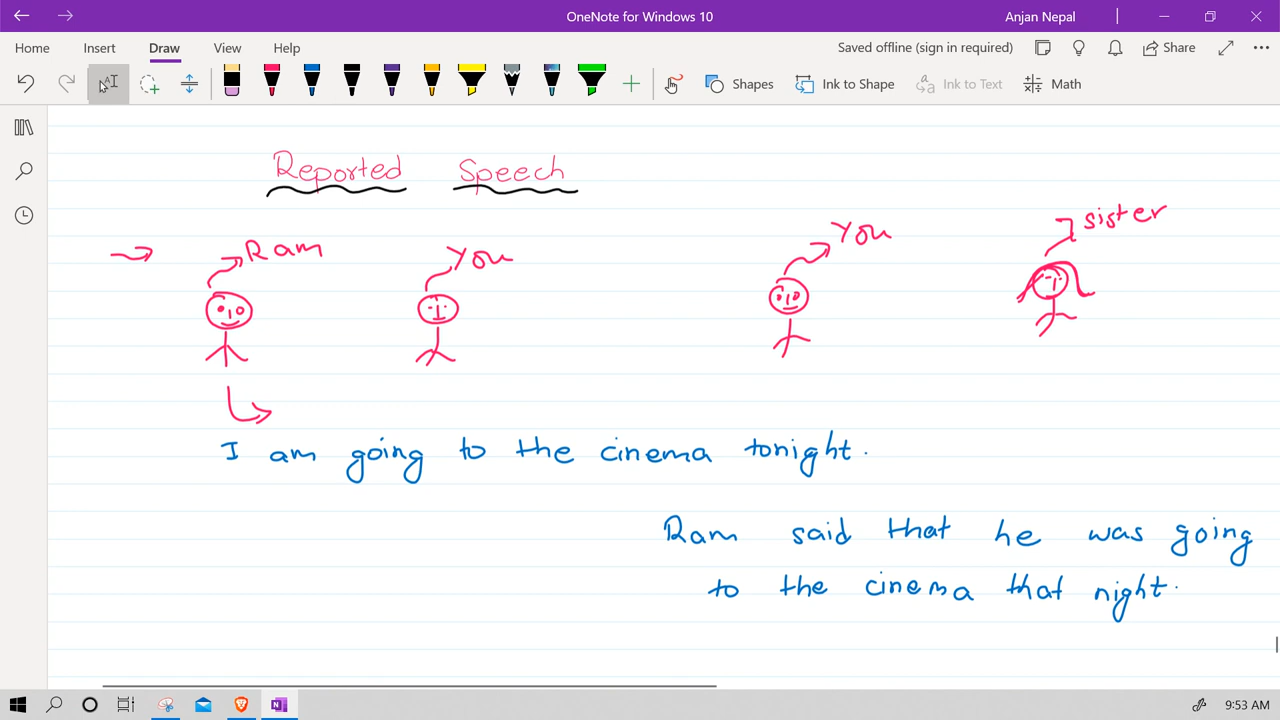 OneNote for Windows 10
Anjan Nepal
Home Insert Draw View Help
Saved offline (sign in required)
Share
Shapes
Ink to Shape
Ink to Text
Math
Reported Speech
Ram
You
You
sister
I am going to the cinema tonight.
Ram said that he was going
to the cinema that night.
9:53 AM